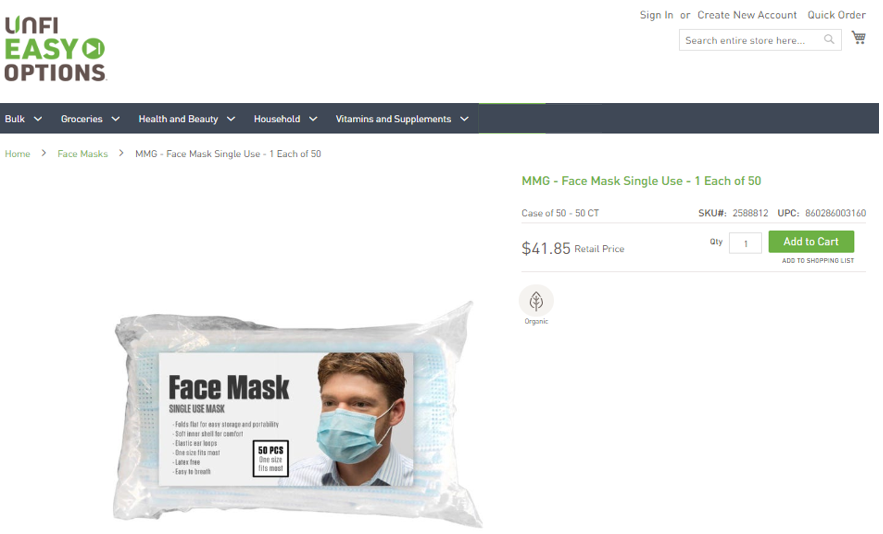 UNFI
EASY
OPTIONS
Sign In or Create New Account Quick Order
Search entire store here...
Bulk Groceries Health and Beauty Household Vitamins and Supplements
Home > Face Masks > MMG - Face Mask Single Use - 1 Each of 50
MMG - Face Mask Single Use - 1 Each of 50
Case of 50 - 50 CT SKU#: 2588812 UPC: 860286003160
$41.85 Retail Price Qty 1 Add to Cart
ADD TO SHOPPING LIST
Organic
Face Mask
SINGLE USE MASK
- Folds flat for ease storage and portability
- Soft inner shell for comfort
- Elastic ear loops
- One size fits most
- Latex free
- Easy to breath
50 PCS
One size
fits most